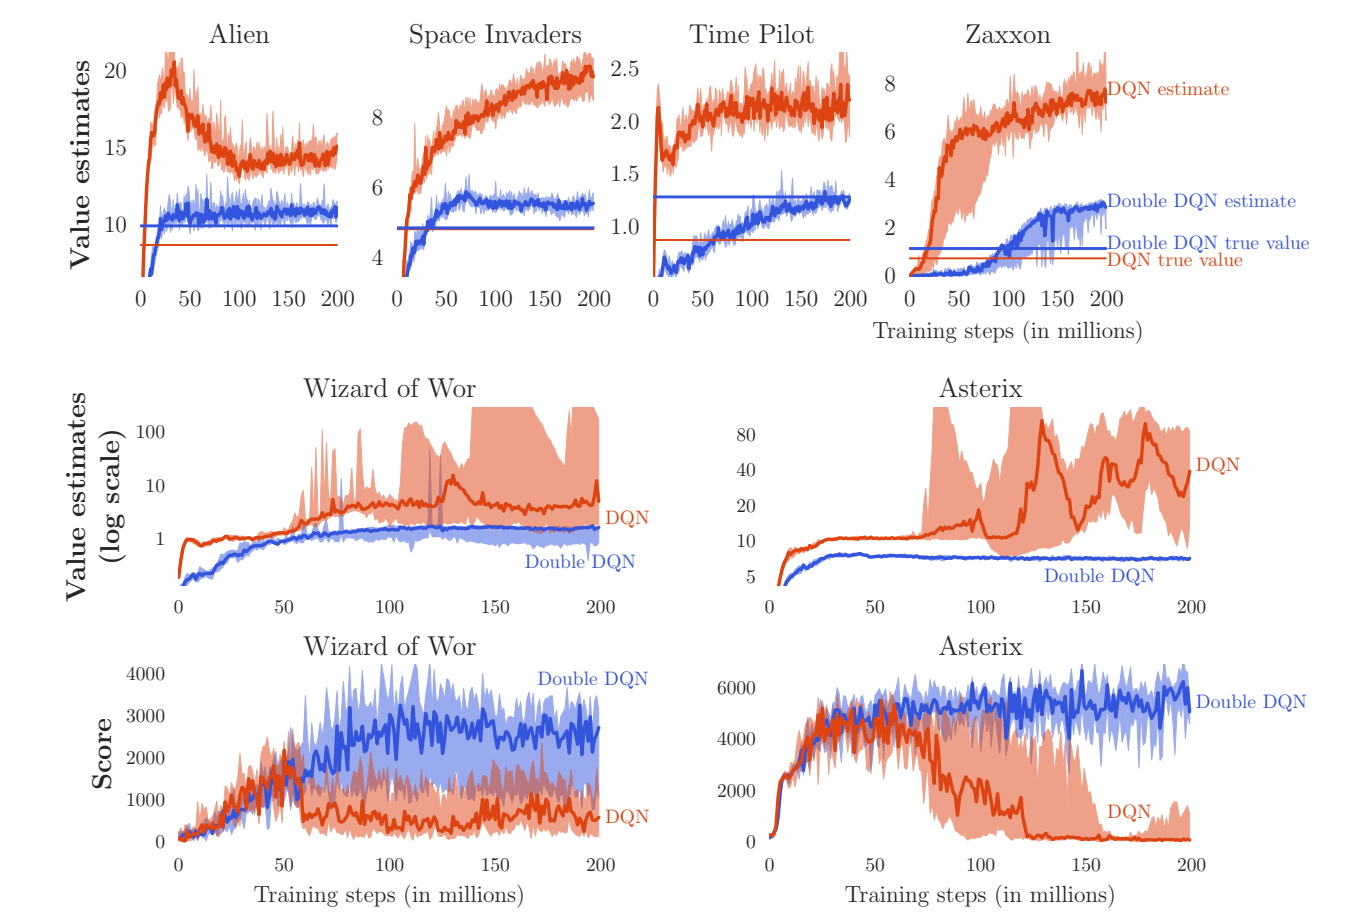 Alien
Space Invaders
Time Pilot
Zaxxon
Value estimates
20
15
10
8
6
4
2.5
2.0
1.5
1.0
8
6
4
2
0
DQN estimate
Double DQN estimate
Double DQN true value
DQN true value
0 50 100 150 200
0 50 100 150 200
0 50 100 150 200
0 50 100 150 200
Training steps (in millions)
Wizard of Wor
Asterix
Value estimates
(log scale)
100
10
1
DQN
Double DQN
80
40
20
10
5
DQN
Double DQN
0 50 100 150 200
0 50 100 150 200
Wizard of Wor
Asterix
Score
4000
3000
2000
1000
0
Double DQN
DQN
6000
4000
2000
0
Double DQN
DQN
0 50 100 150 200
0 50 100 150 200
Training steps (in millions)
Training steps (in millions)